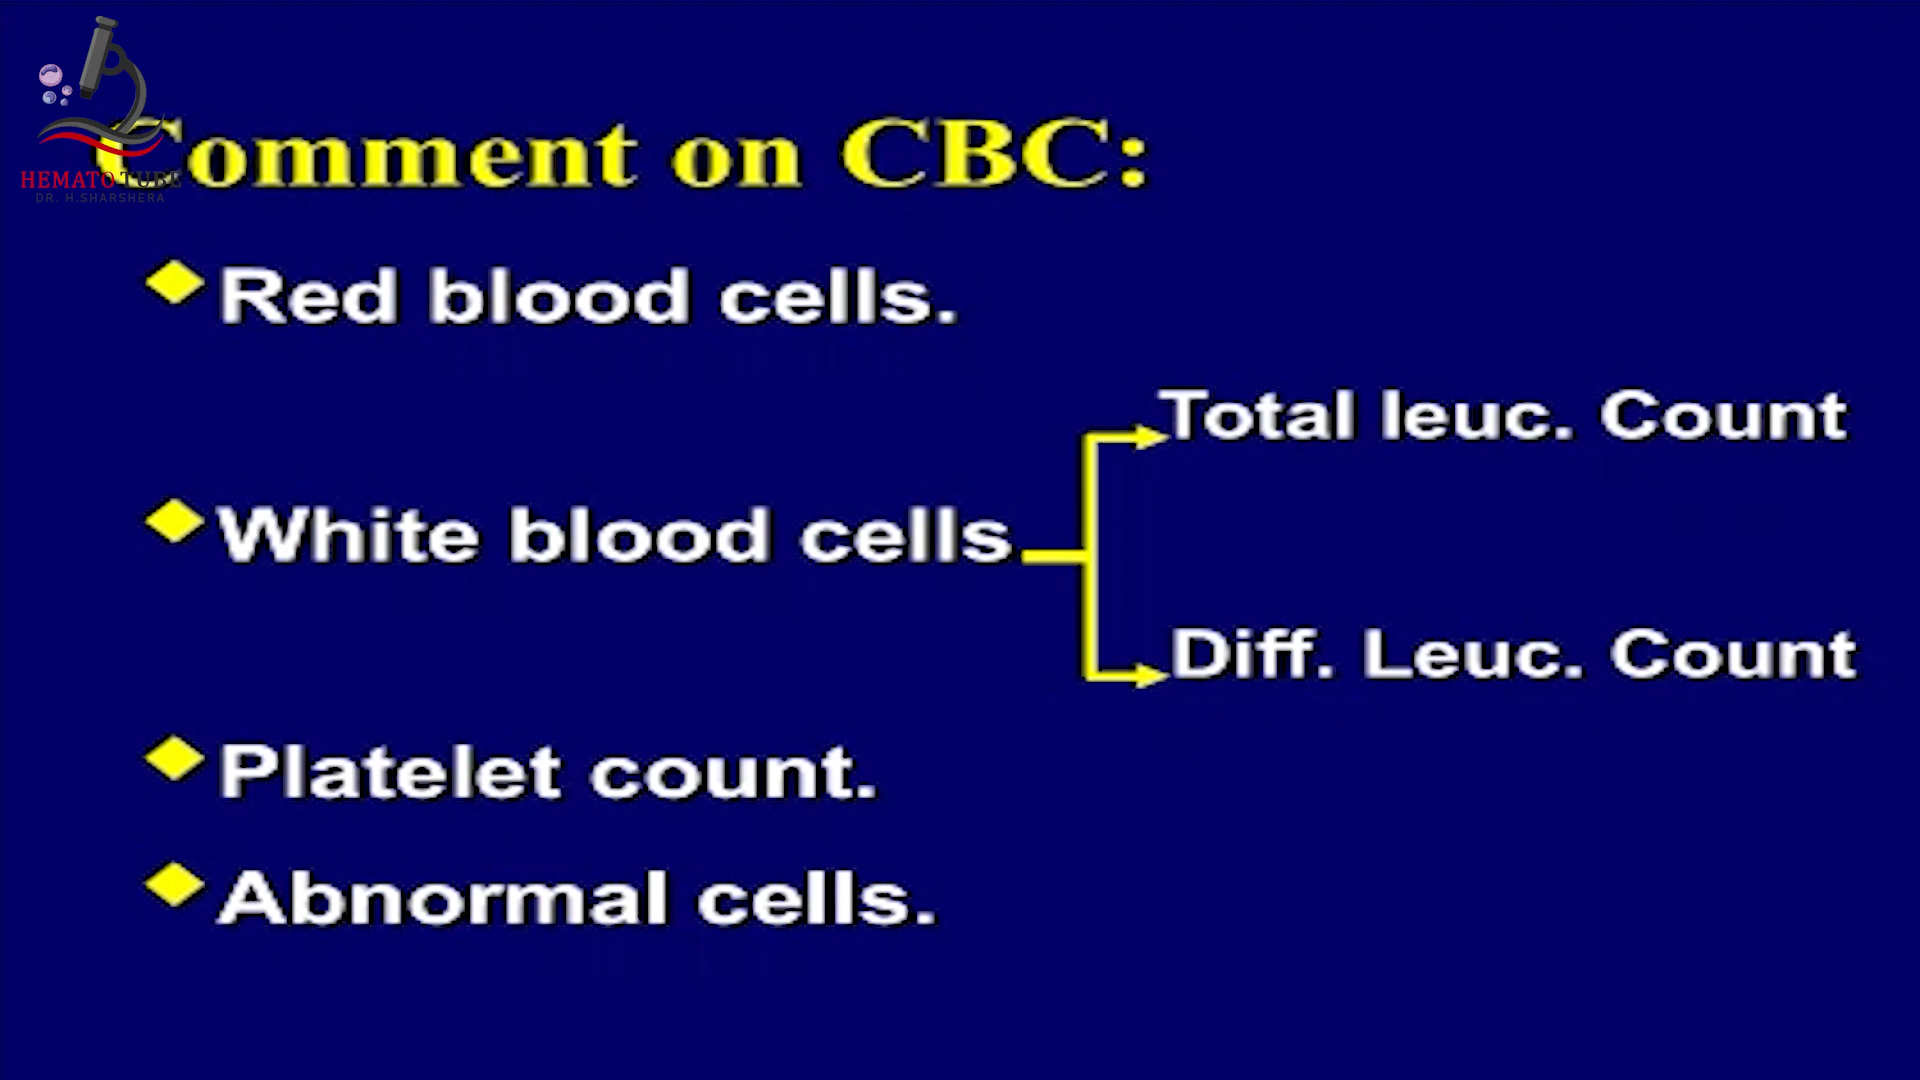 HEMATO TUBE
DR. H.SHARSHERA
Comment on CBC:
Red blood cells.
Total leuc. Count
White blood cells
Diff. Leuc. Count
Platelet count.
Abnormal cells.